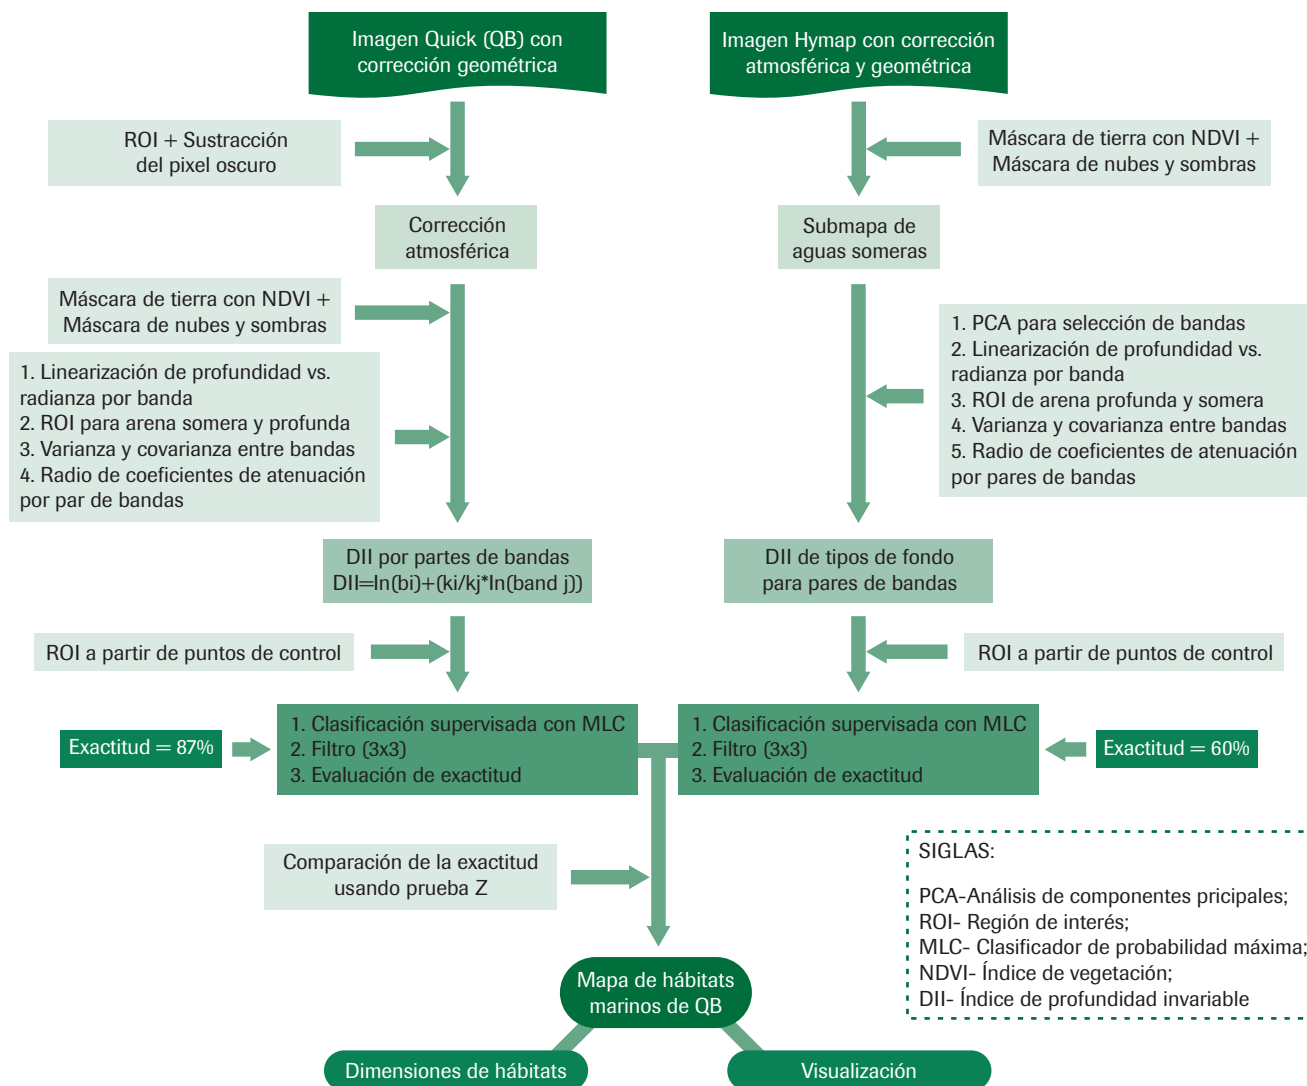 Imagen Quick (QB) con
corrección geométrica
Imagen Hymap con corrección
atmosférica y geométrica
ROI + Sustracción
del pixel oscuro
Máscara de tierra con NDVI +
Máscara de nubes y sombras
Corrección
atmosférica
Submapa de
aguas someras
Máscara de tierra con NDVI +
Máscara de nubes y sombras
1. Linearización de profundidad vs.
radianza por banda
2. ROI para arena somera y profunda
3. Varianza y covarianza entre bandas
4. Radio de coeficientes de atenuación
por par de bandas
1. PCA para selección de bandas
2. Linearización de profundidad vs.
radianza por banda
3. ROI de arena profunda y somera
4. Varianza y covarianza entre bandas
5. Radio de coeficientes de atenuación
por pares de bandas
DII por partes de bandas
DII=ln(bi)+(ki/kj*ln(band j))
DII de tipos de fondo
para pares de bandas
ROI a partir de puntos de control
ROI a partir de puntos de control
Exactitud = 87%
1. Clasificación supervisada con MLC
2. Filtro (3x3)
3. Evaluación de exactitud
1. Clasificación supervisada con MLC
2. Filtro (3x3)
3. Evaluación de exactitud
Exactitud = 60%
Comparación de la exactitud
usando prueba Z
SIGLAS:
PCA-Análisis de componentes pricipales;
ROI- Región de interés;
MLC- Clasificador de probabilidad máxima;
NDVI- Índice de vegetación;
DII- Índice de profundidad invariable
Mapa de hábitats
marinos de QB
Dimensiones de hábitats
Visualización